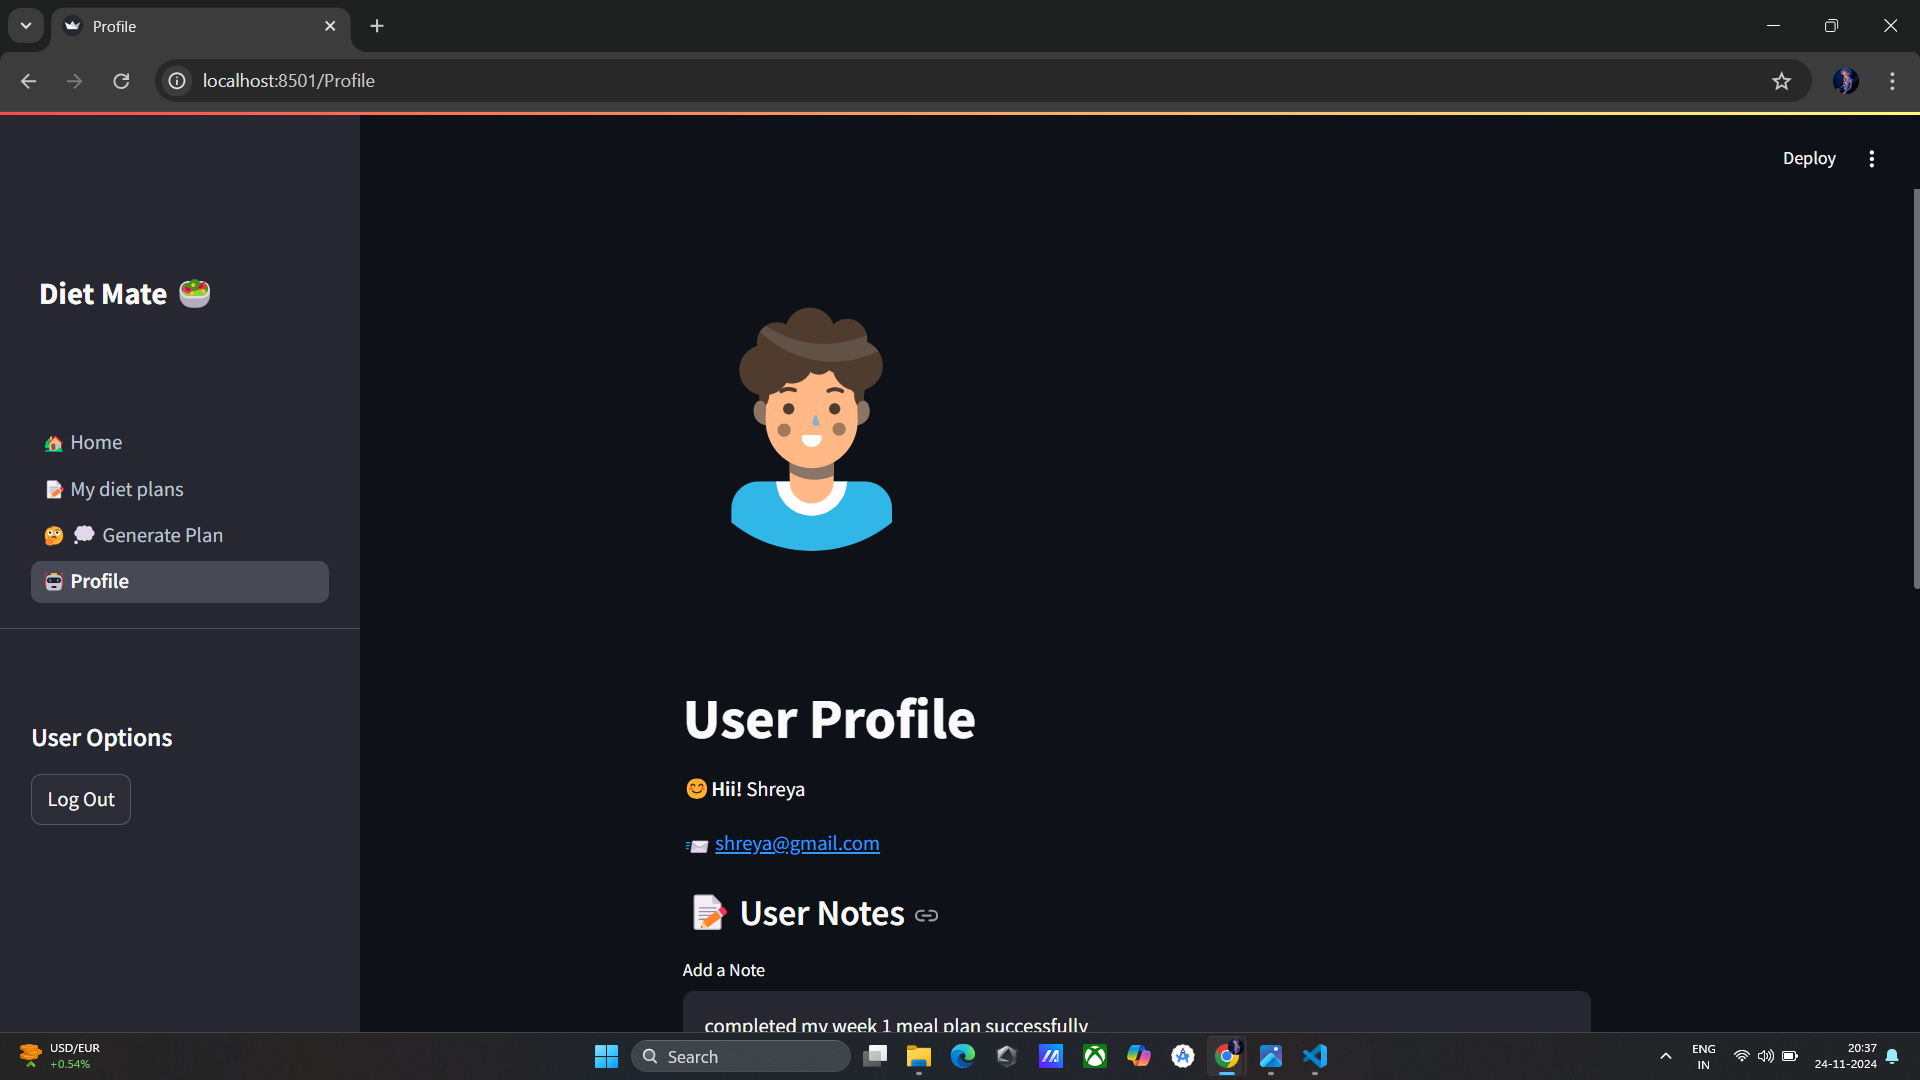 Profile
localhost:8501/Profile
Deploy
Diet Mate
Home
My diet plans
Generate Plan
Profile
User Options
Log Out
User Profile
Hii! Shreya
shreya@gmail.com
User Notes
Add a Note
completed my week 1 meal plan successfully
USD/EUR
+0.54%
Search
ENG
IN
20:37
24-11-2024